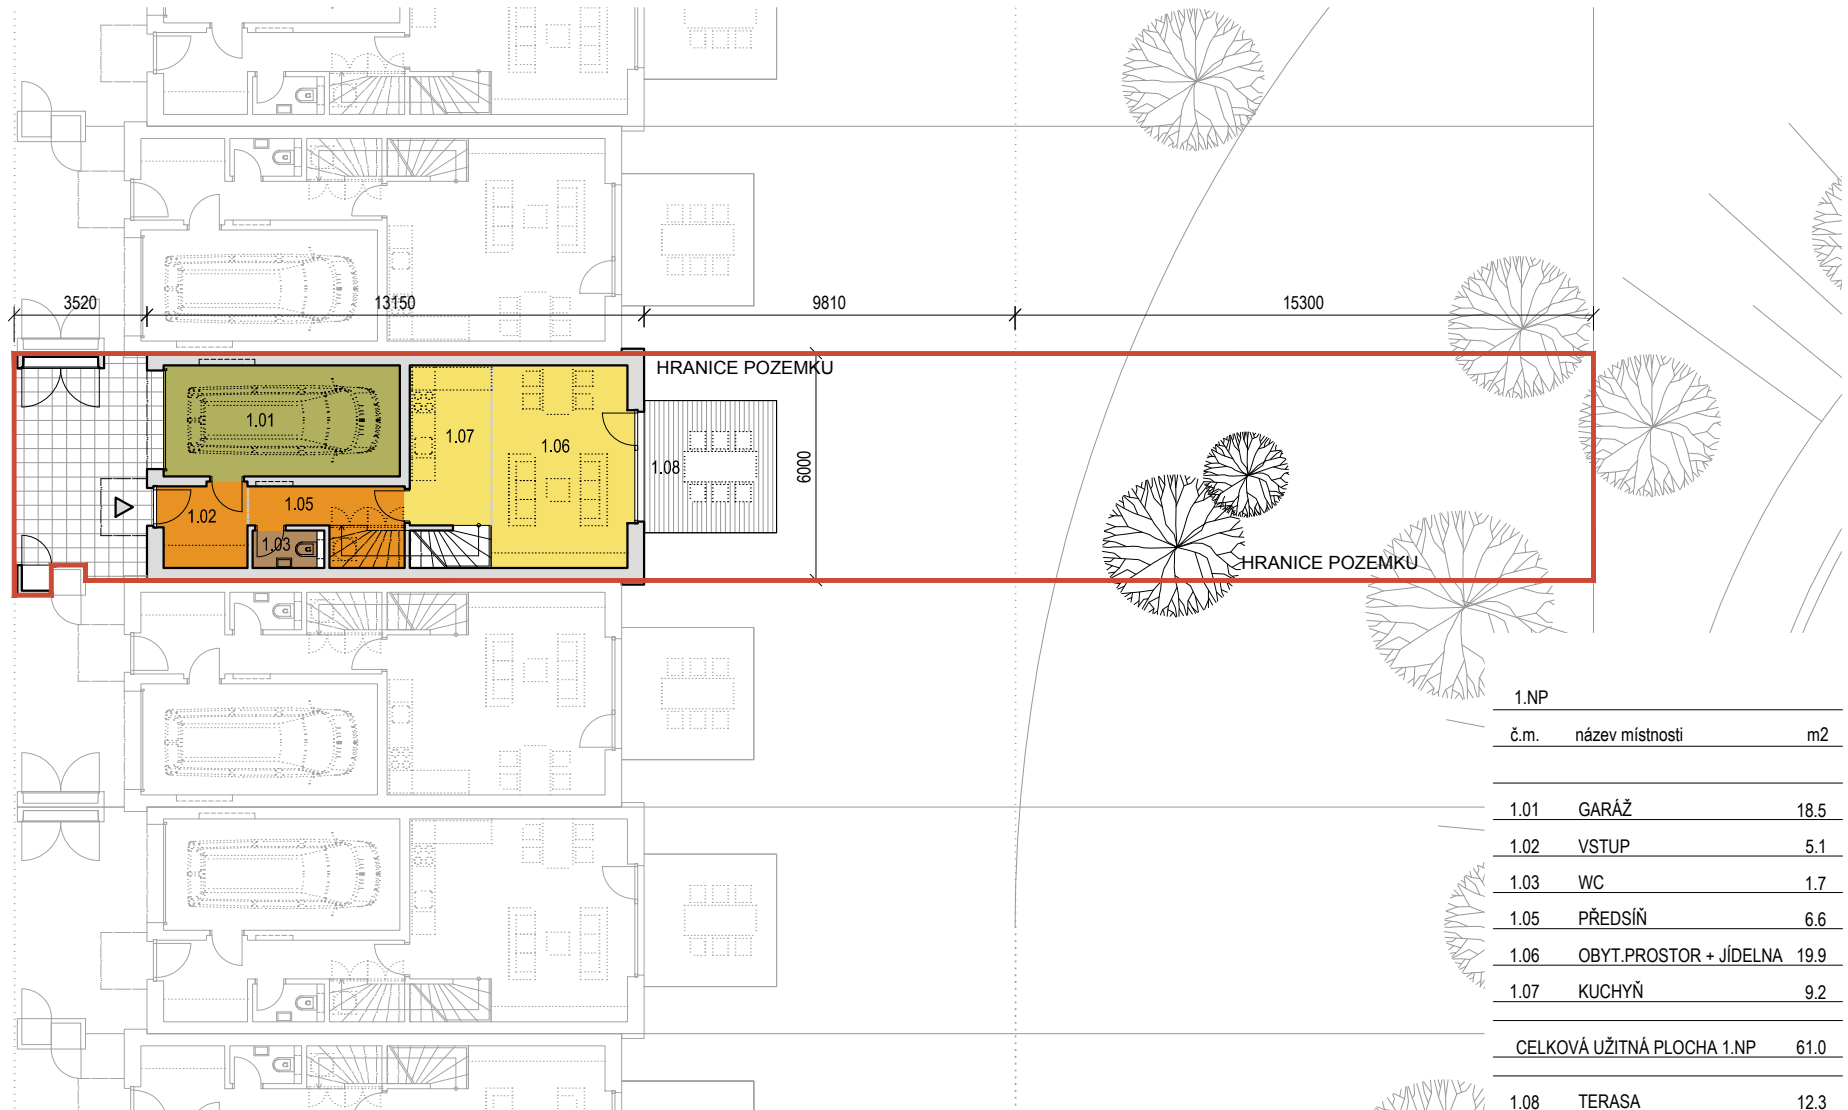 3520 13150 9810 15300
HRANICE POZEMKU
1.01
1.07 1.06
6000
1.08
1.02 1.05
1.03
HRANICE POZEMKU
1.NP
č.m. název místnosti m2
1.01 GARÁŽ 18.5
1.02 VSTUP 5.1
1.03 WC 1.7
1.05 PŘEDSÍŇ 6.6
1.06 OBYT.PROSTOR + JÍDELNA 19.9
1.07 KUCHYŇ 9.2
CELKOVÁ UŽITNÁ PLOCHA 1.NP 61.0
1.08 TERASA 12.3